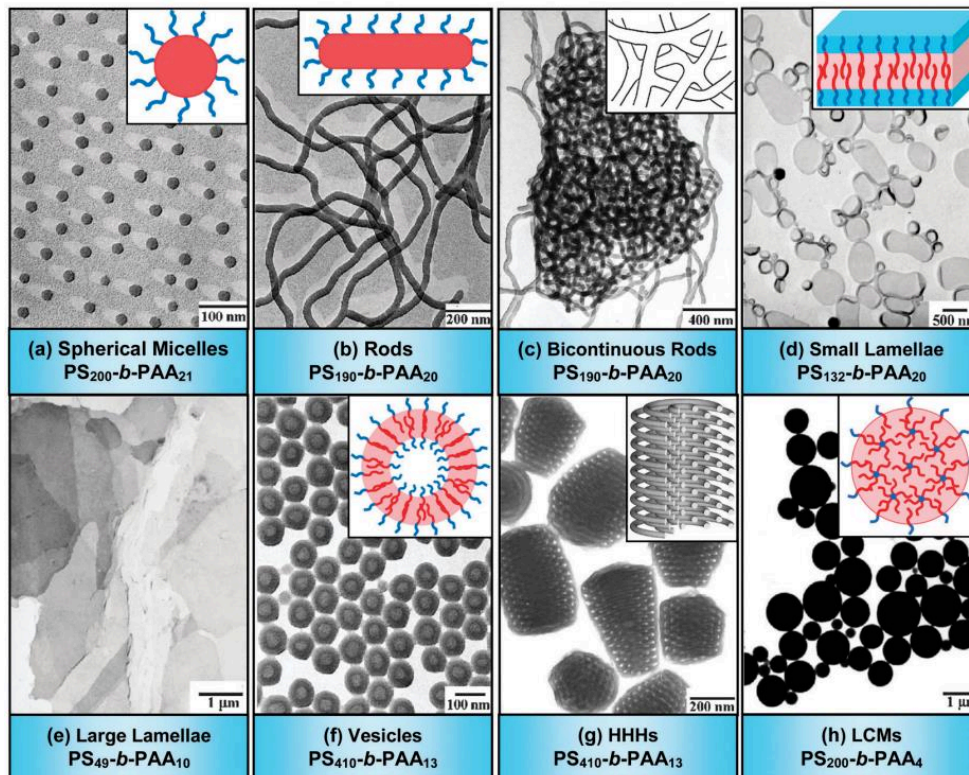 100 nm
200 nm
400 nm
500 nm
(a) Spherical Micelles
PS₂₀₀-b-PAA₂₁
(b) Rods
PS₁₉₀-b-PAA₂₀
(c) Bicontinuous Rods
PS₁₉₀-b-PAA₂₀
(d) Small Lamellae
PS₁₃₂-b-PAA₂₀
1 μm
100 nm
200 nm
1 μ
(e) Large Lamellae
PS₄₉-b-PAA₁₀
(f) Vesicles
PS₄₁₀-b-PAA₁₃
(g) HHHs
PS₄₁₀-b-PAA₁₃
(h) LCMs
PS₂₀₀-b-PAA₄